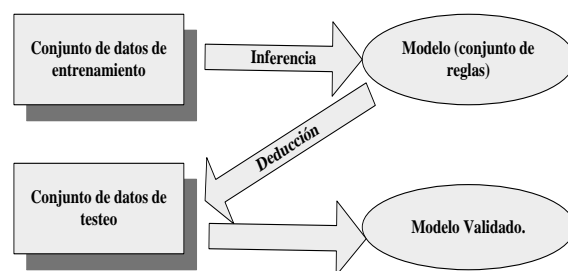 Conjunto de datos de
entrenamiento
Inferencia
Modelo (conjunto de
reglas)
Deducción
Conjunto de datos de
testeo
Modelo Validado.